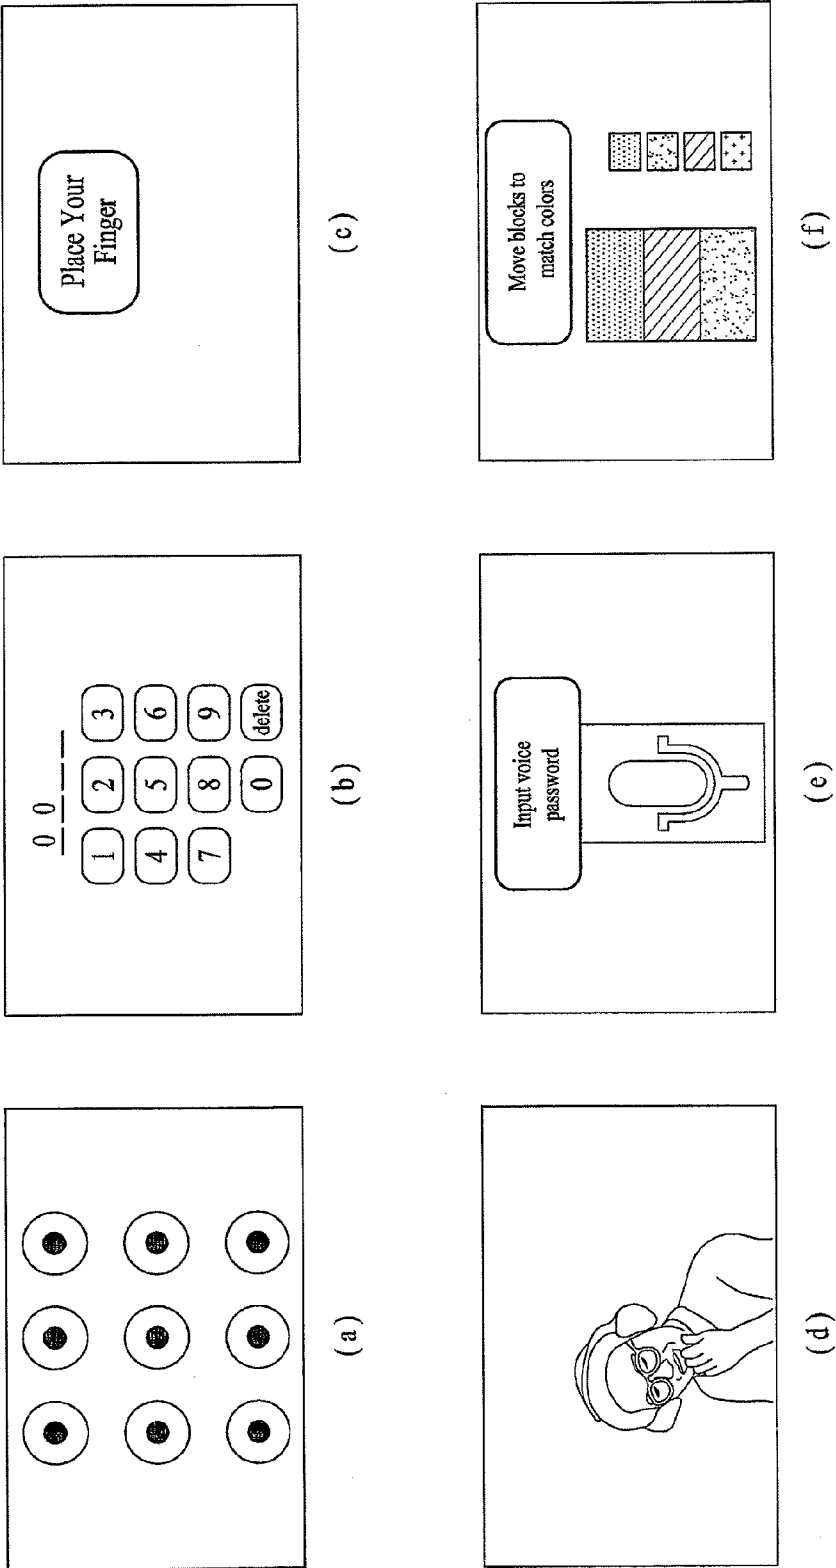 (a)
0 0
1 2 3
4 5 6
7 8 9
0 delete
(b)
Place Your
Finger
(c)
(d)
Input voice
password
(e)
Move blocks to
match colors
(f)